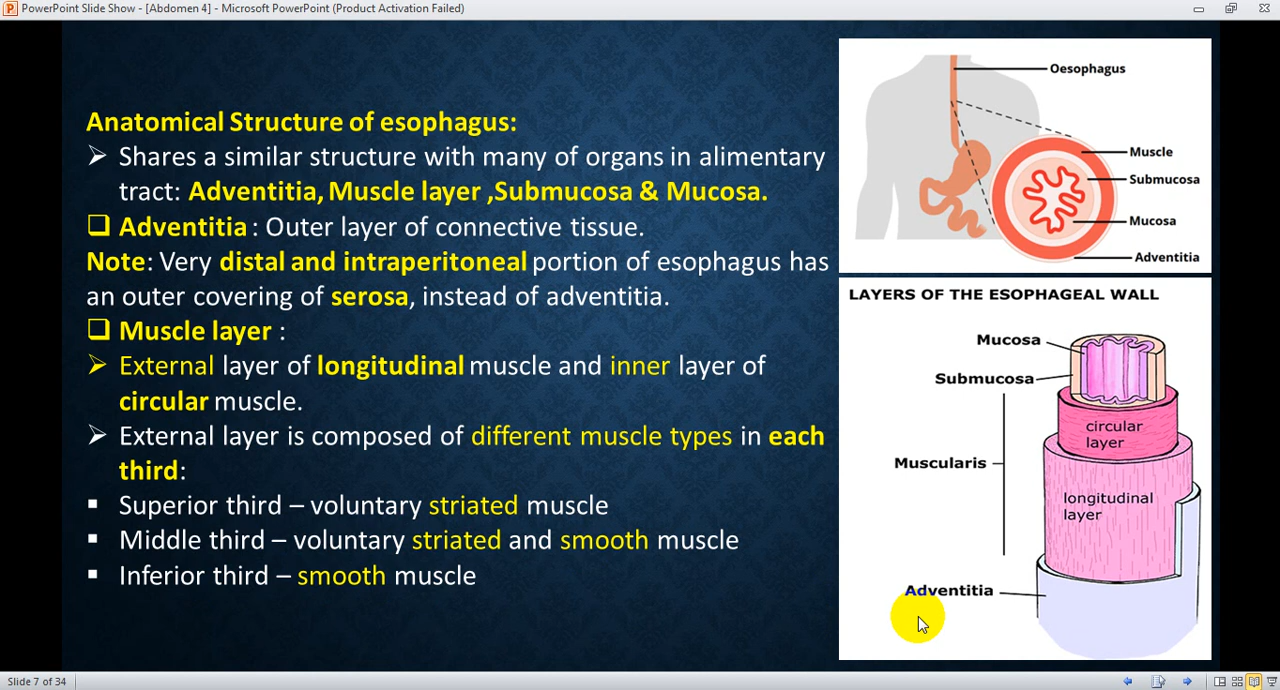 PowerPoint Slide Show - [Abdomen 4] - Microsoft PowerPoint (Product Activation Failed)
Anatomical Structure of esophagus:
Shares a similar structure with many of organs in alimentary
tract: Adventitia, Muscle layer ,Submucosa & Mucosa.
Adventitia : Outer layer of connective tissue.
Note: Very distal and intraperitoneal portion of esophagus has
an outer covering of serosa, instead of adventitia.
Muscle layer :
External layer of longitudinal muscle and inner layer of
circular muscle.
External layer is composed of different muscle types in each
third:
Superior third – voluntary striated muscle
Middle third – voluntary striated and smooth muscle
Inferior third – smooth muscle
Oesophagus
Muscle
Submucosa
Mucosa
Adventitia
LAYERS OF THE ESOPHAGEAL WALL
Mucosa
Submucosa
circular
layer
Muscularis
longitudinal
layer
Adventitia
Slide 7 of 34